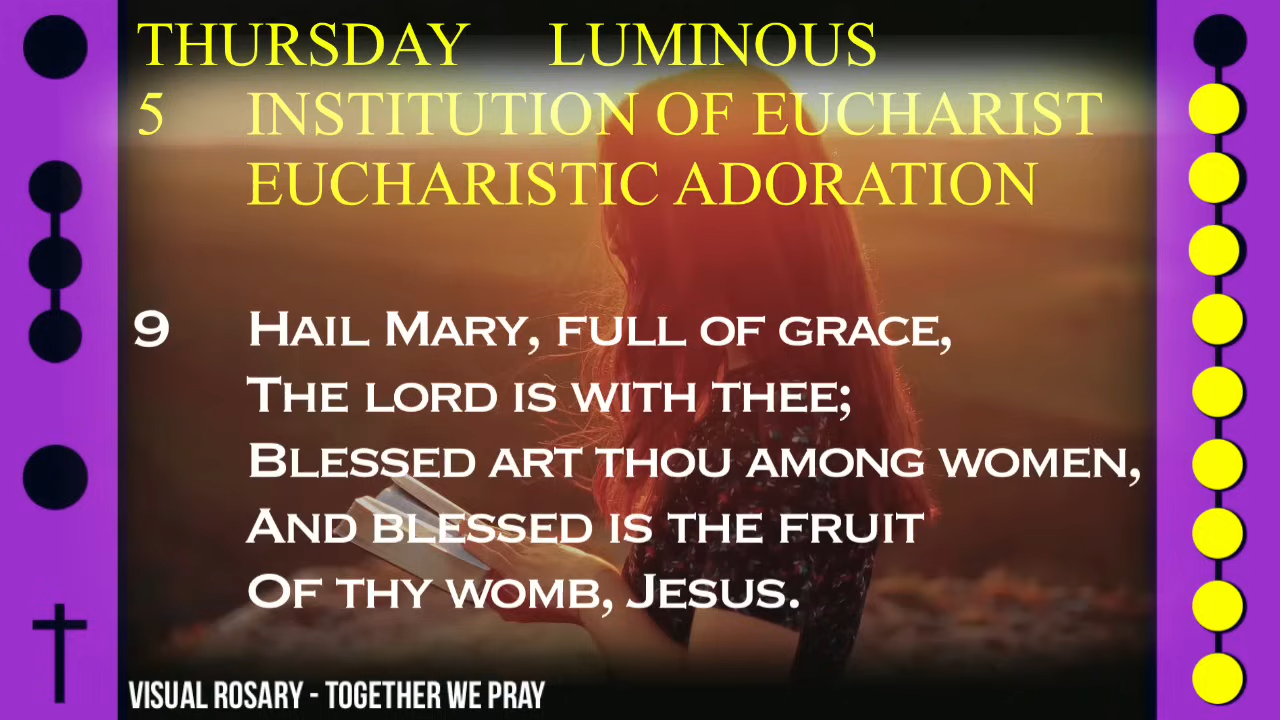 THURSDAY LUMINOUS
5 INSTITUTION OF EUCHARIST
EUCHARISTIC ADORATION
9 HAIL MARY, FULL OF GRACE,
THE LORD IS WITH THEE;
BLESSED ART THOU AMONG WOMEN,
AND BLESSED IS THE FRUIT
OF THY WOMB, JESUS.
VISUAL ROSARY - TOGETHER WE PRAY